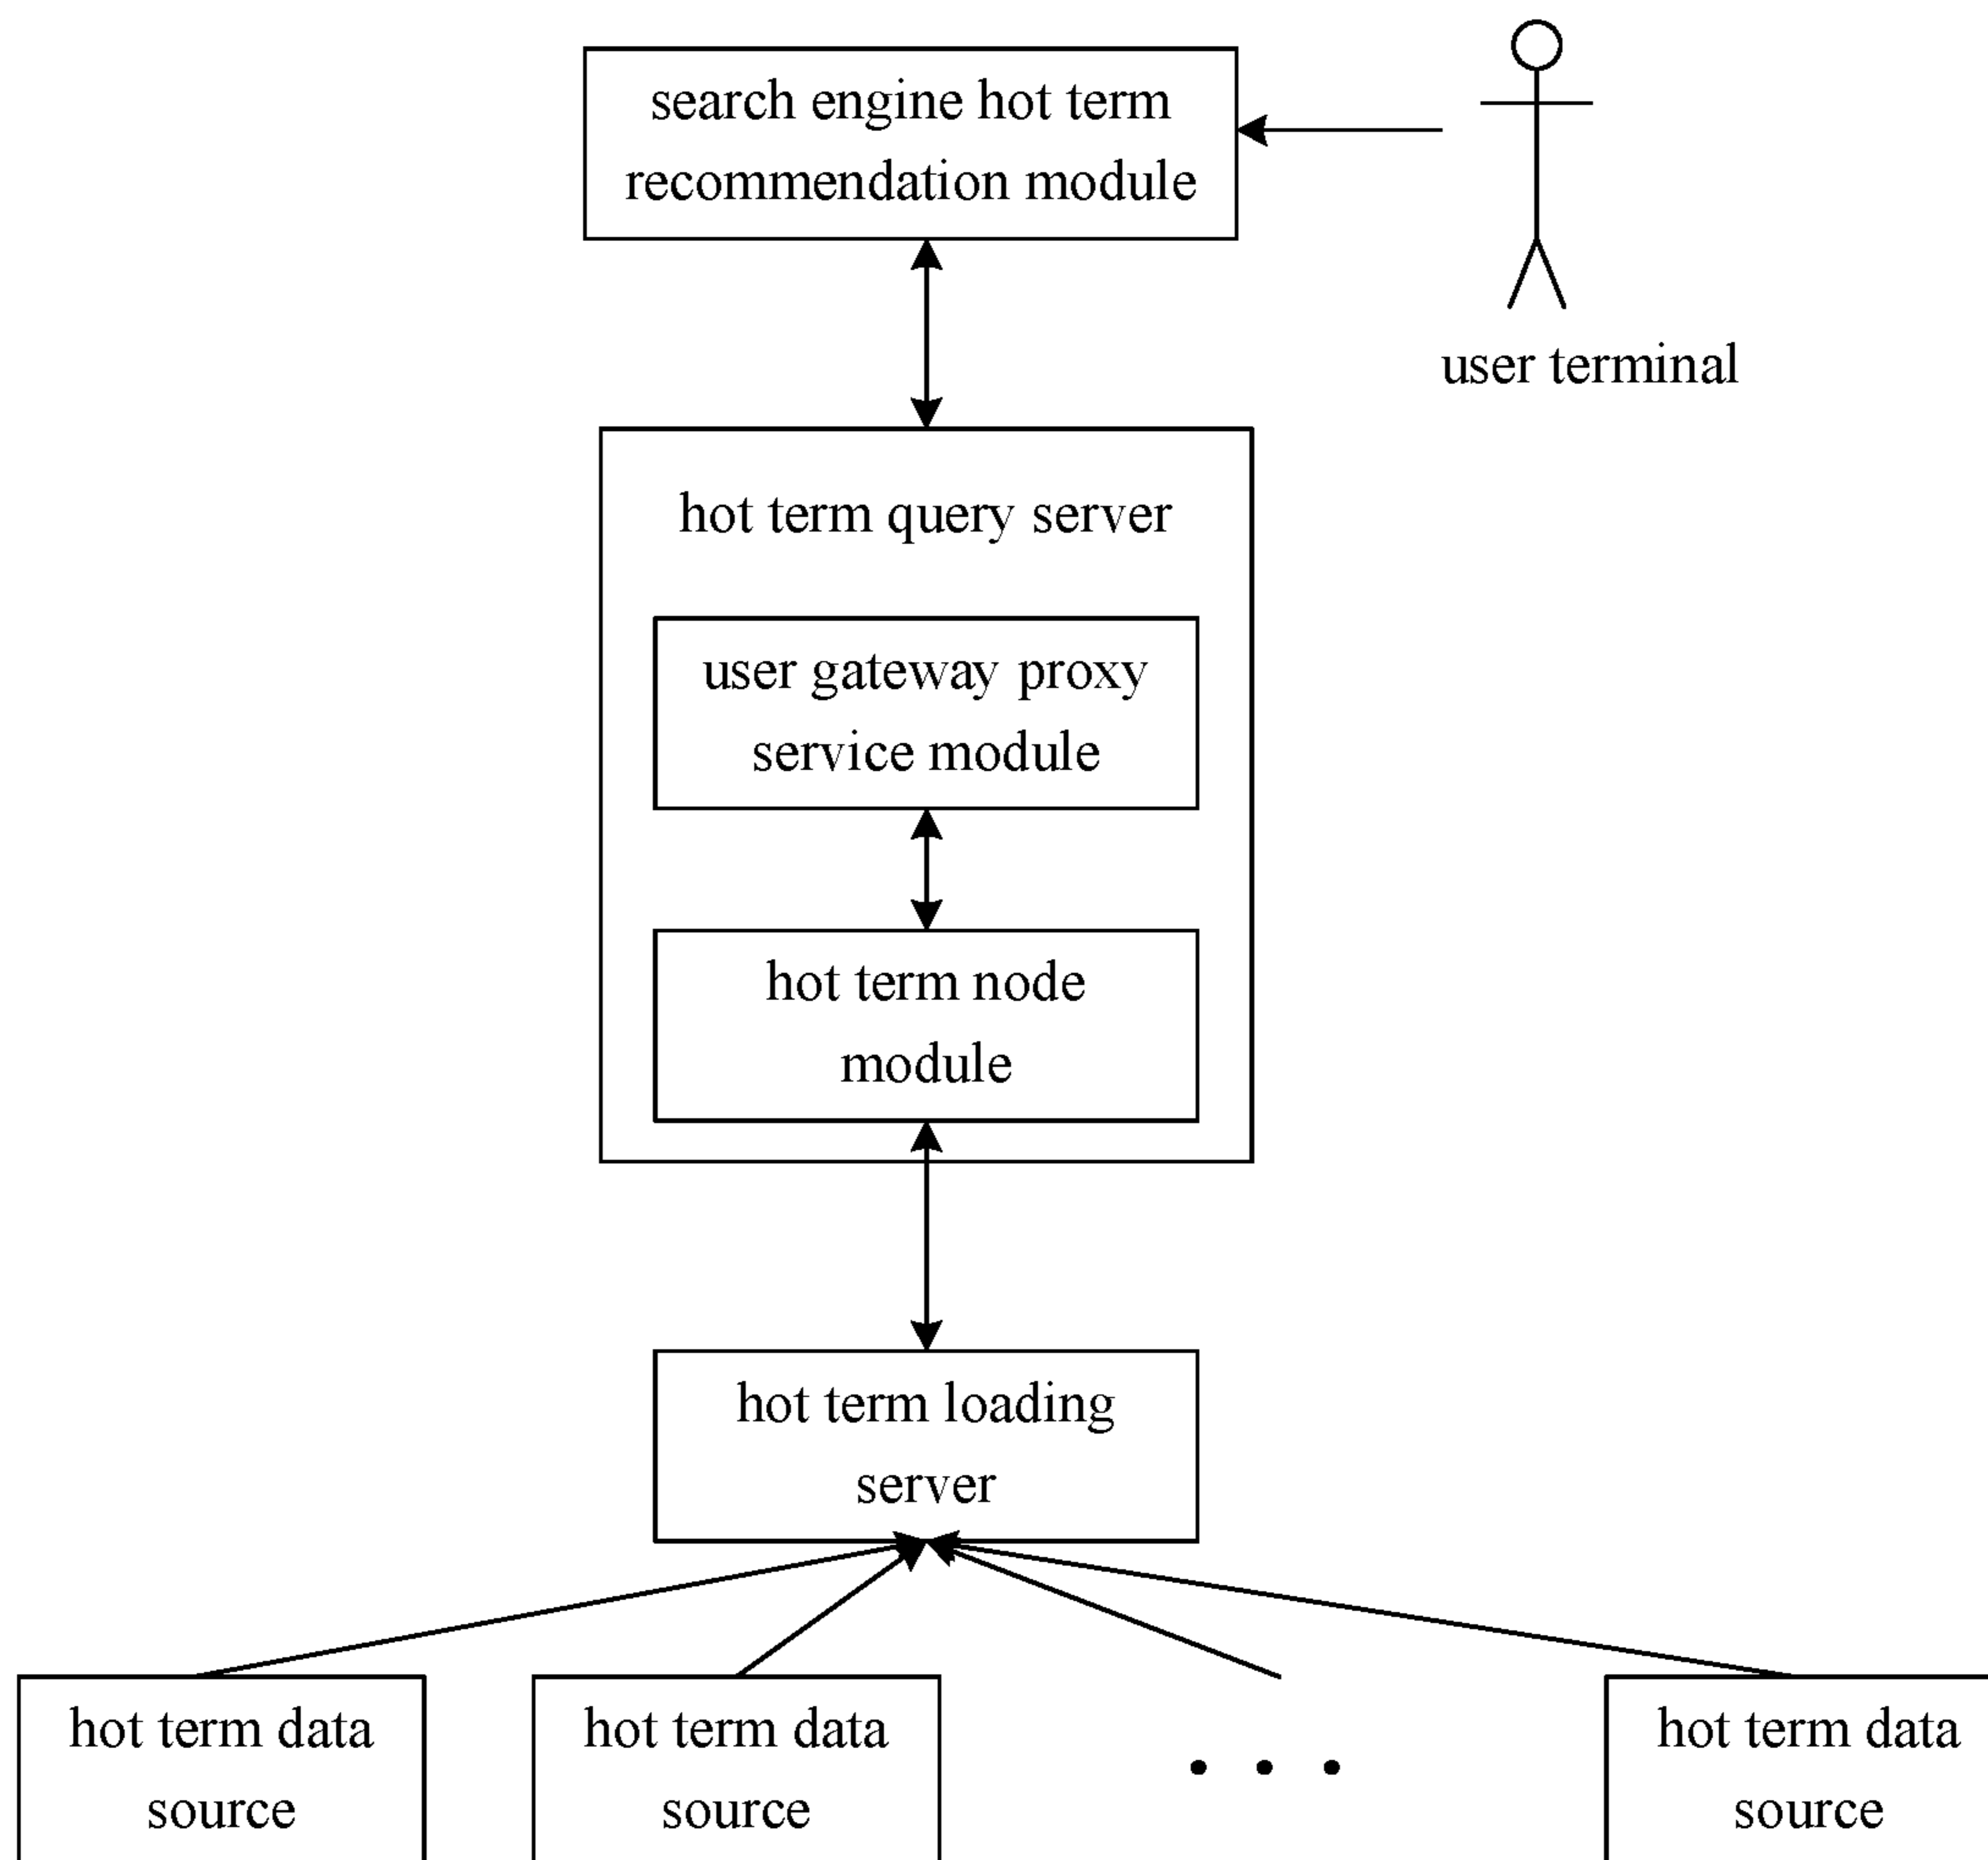 search engine hot term
recommendation module
user terminal
hot term query server
user gateway proxy
service module
hot term node
module
hot term loading
server
hot term data
source
hot term data
source
. . .
hot term data
source